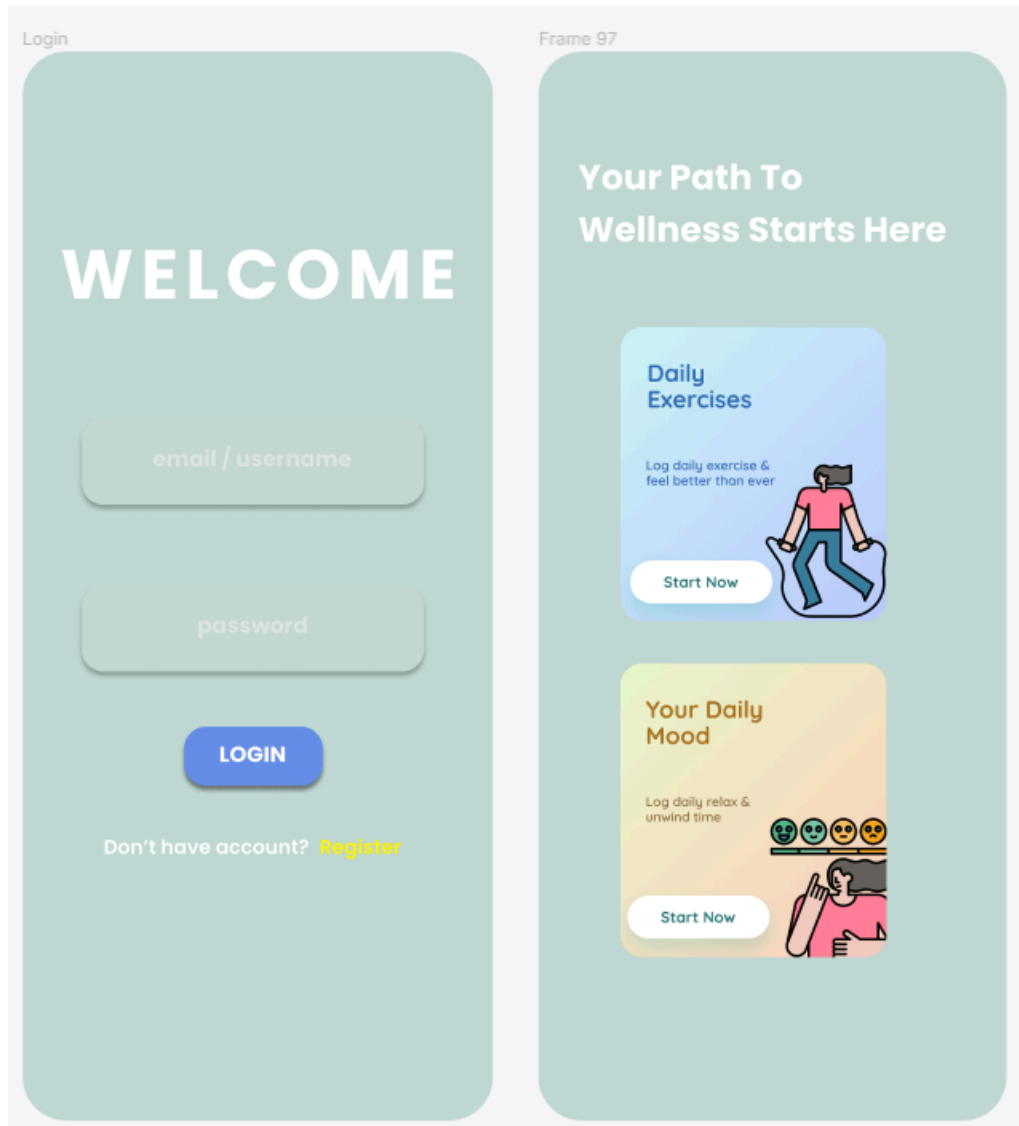 Login
WELCOME
email / username
password
LOGIN
Don't have account? Register
Frame 97
Your Path To
Wellness Starts Here
Daily
Exercises
Log daily exercise &
feel better than ever
Start Now
Your Daily
Mood
Log daily relax &
unwind time
Start Now